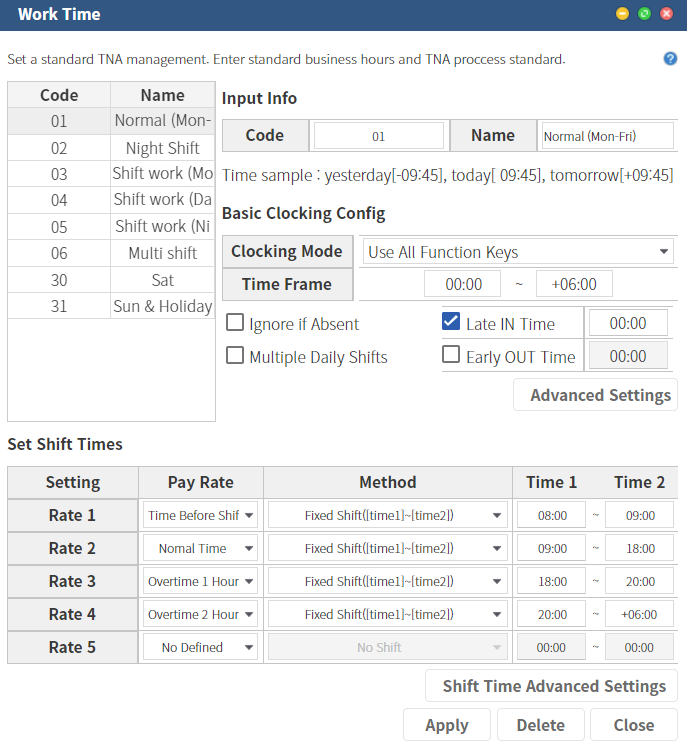 Work Time
Set a standard TNA management. Enter standard business hours and TNA proccess standard.
?
Code Name
01 Normal (Mon-
02 Night Shift
03 Shift work (Mo
04 Shift work (Da
05 Shift work (Ni
06 Multi shift
30 Sat
31 Sun & Holiday
Input Info
Code 01 Name Normal (Mon-Fri)
Time sample : yesterday[-09:45], today[ 09:45], tomorrow[+09:45]
Basic Clocking Config
Clocking Mode Use All Function Keys
Time Frame 00:00 ~ +06:00
Ignore if Absent Late IN Time 00:00
Multiple Daily Shifts Early OUT Time 00:00
Advanced Settings
Set Shift Times
Setting Pay Rate Method Time 1 Time 2
Rate 1 Time Before Shif Fixed Shift([time1]~[time2]) 08:00 ~ 09:00
Rate 2 Nomal Time Fixed Shift([time1]~[time2]) 09:00 ~ 18:00
Rate 3 Overtime 1 Hour Fixed Shift([time1]~[time2]) 18:00 ~ 20:00
Rate 4 Overtime 2 Hour Fixed Shift([time1]~[time2]) 20:00 ~ +06:00
Rate 5 No Defined No Shift 00:00 ~ 00:00
Shift Time Advanced Settings
Apply Delete Close